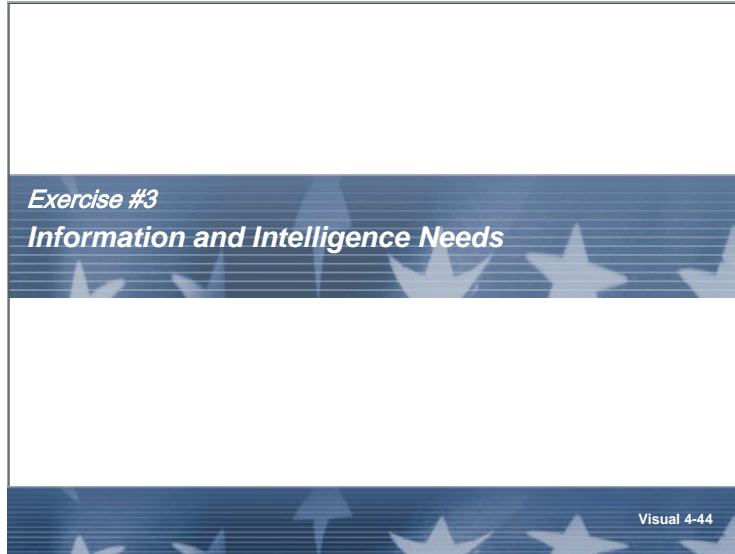 Exercise #3
Information and Intelligence Needs
Visual 4-44